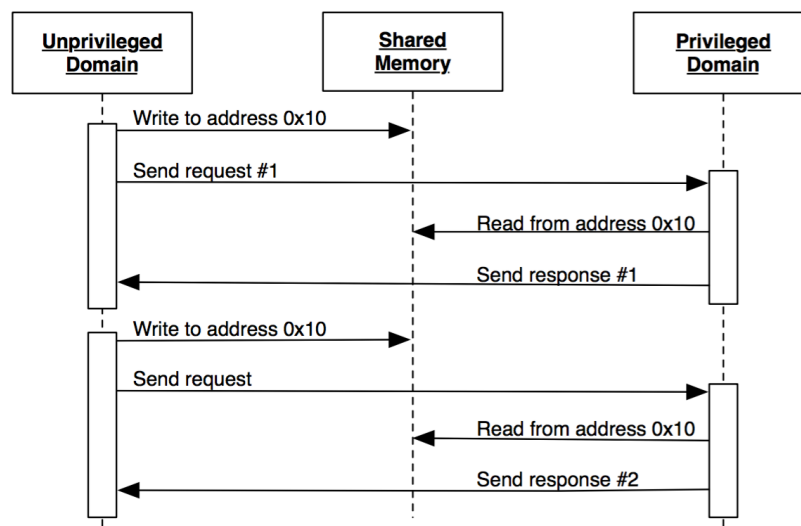 Unprivileged
Domain
Shared
Memory
Privileged
Domain
Write to address 0x10
Send request #1
Read from address 0x10
Send response #1
Write to address 0x10
Send request
Read from address 0x10
Send response #2